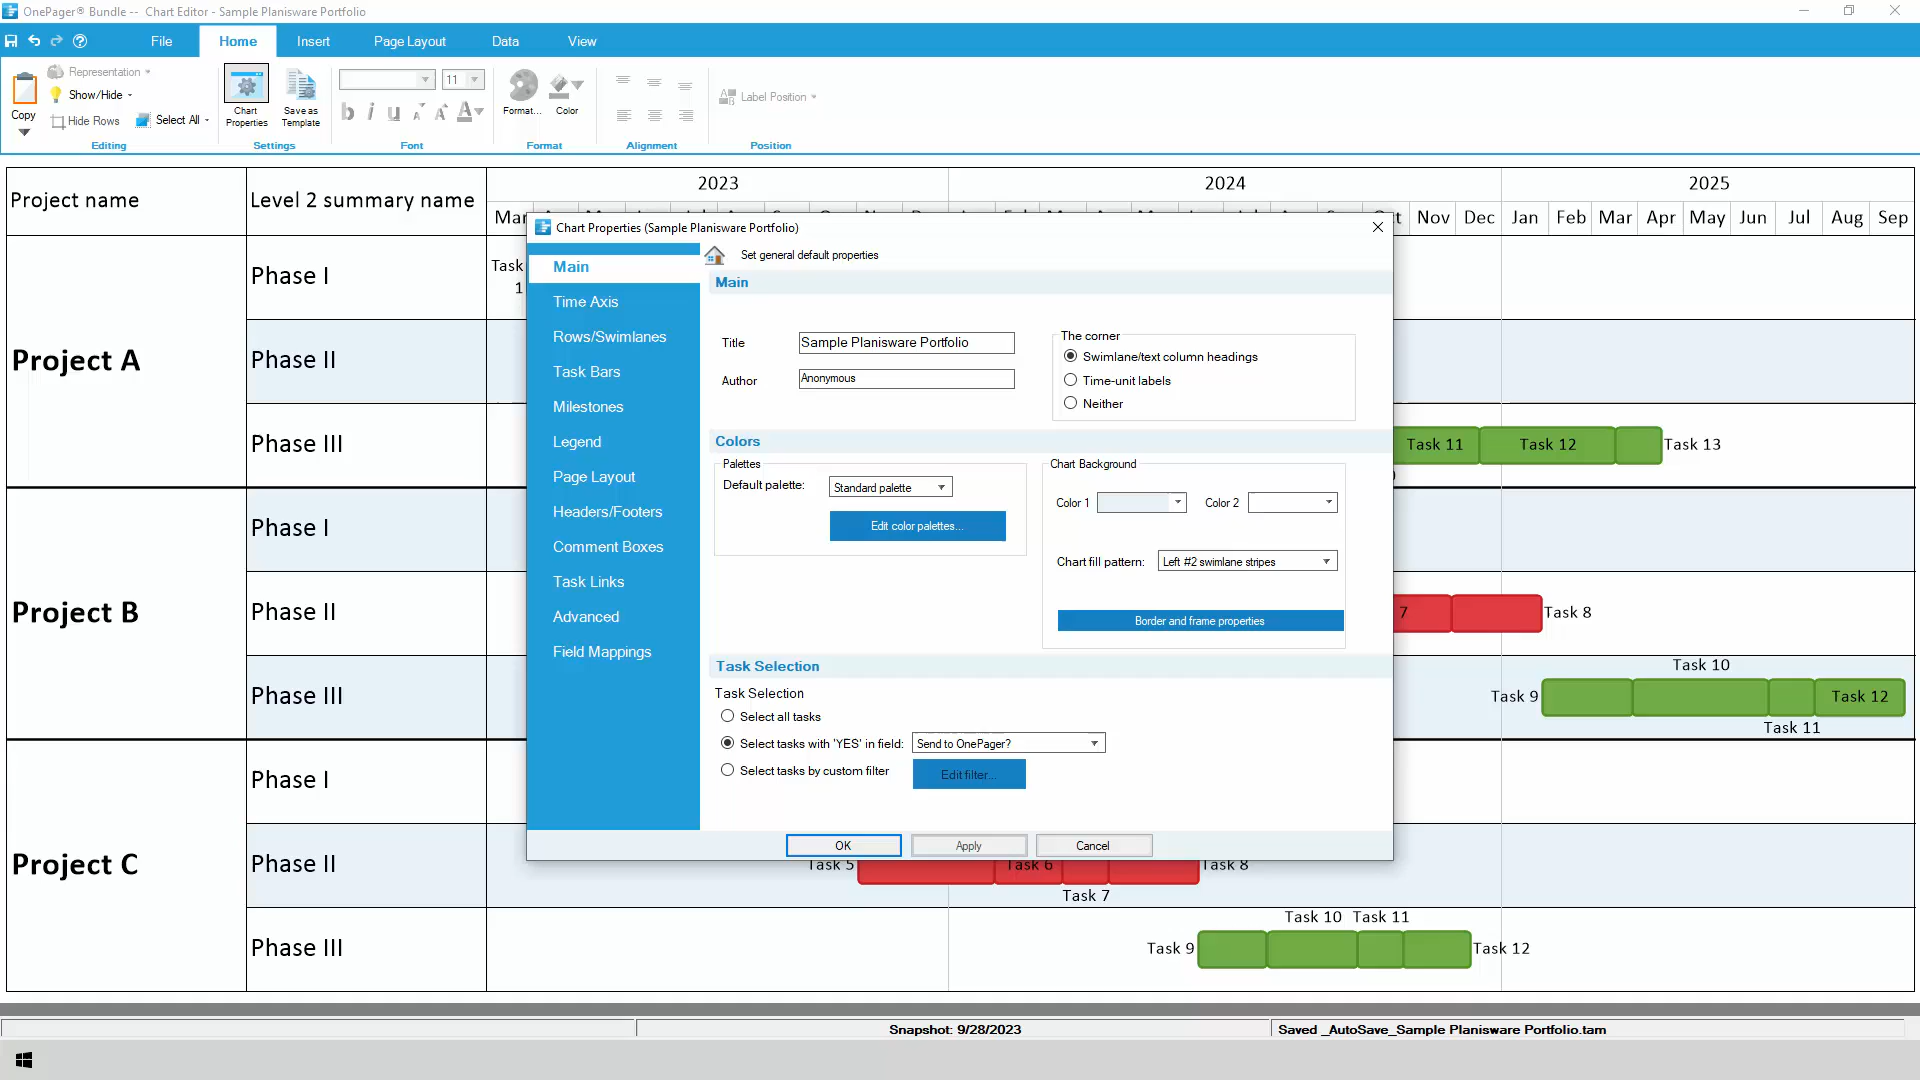 OnePager® Bundle -- Chart Editor - Sample Planisware Portfolio
File Home Insert Page Layout Data View
Copy
Representation
Show/Hide
Hide Rows
Select All
Editing
Chart Properties
Save as Template
Settings
11
b i u A A A
Font
Format...
Color
Format
Alignment
Label Position
Position
Project name
Level 2 summary name
2023 2024 2025
Mar
Nov Dec Jan Feb Mar Apr May Jun Jul Aug Sep
Project A
Phase I
Task
1
Phase II
Phase III
Task 11 Task 12 Task 13
Project B
Phase I
Phase II
7 Task 8
Phase III
Task 10
Task 9 Task 12
Task 11
Project C
Phase I
Phase II
Task 5 Task 6 Task 8
Task 7
Phase III
Task 10 Task 11
Task 9 Task 12
Chart Properties (Sample Planisware Portfolio)
Main
Time Axis
Rows/Swimlanes
Task Bars
Milestones
Legend
Page Layout
Headers/Footers
Comment Boxes
Task Links
Advanced
Field Mappings
Set general default properties
Main
Title Sample Planisware Portfolio
Author Anonymous
The corner
Swimlane/text column headings
Time-unit labels
Neither
Colors
Palettes
Default palette: Standard palette
Edit color palettes...
Chart Background
Color 1 Color 2
Chart fill pattern: Left #2 swimlane stripes
Border and frame properties
Task Selection
Task Selection
Select all tasks
Select tasks with 'YES' in field: Send to OnePager?
Select tasks by custom filter Edit filter...
OK Apply Cancel
Snapshot: 9/28/2023
Saved _AutoSave_Sample Planisware Portfolio.tam